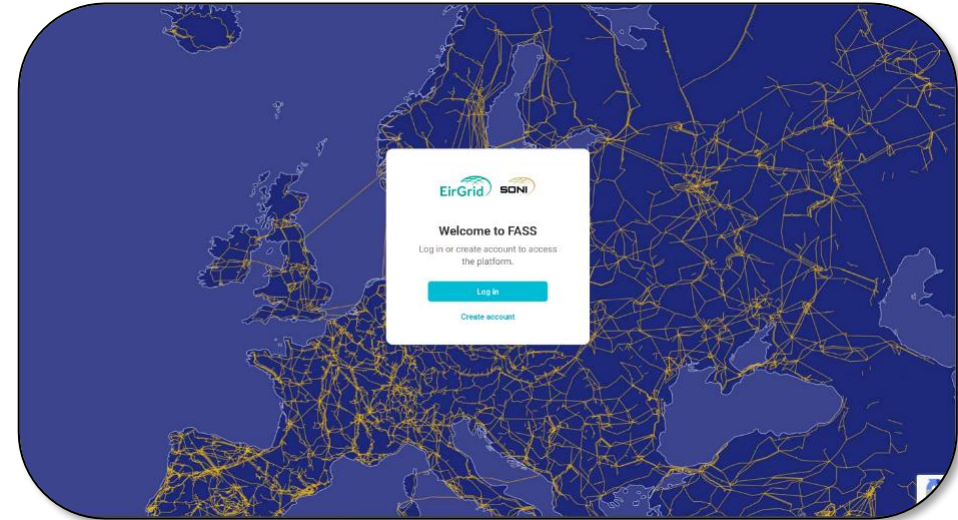 EirGrid SONI
Welcome to FASS
Log in or create account to access
the platform.
Log in
Create account